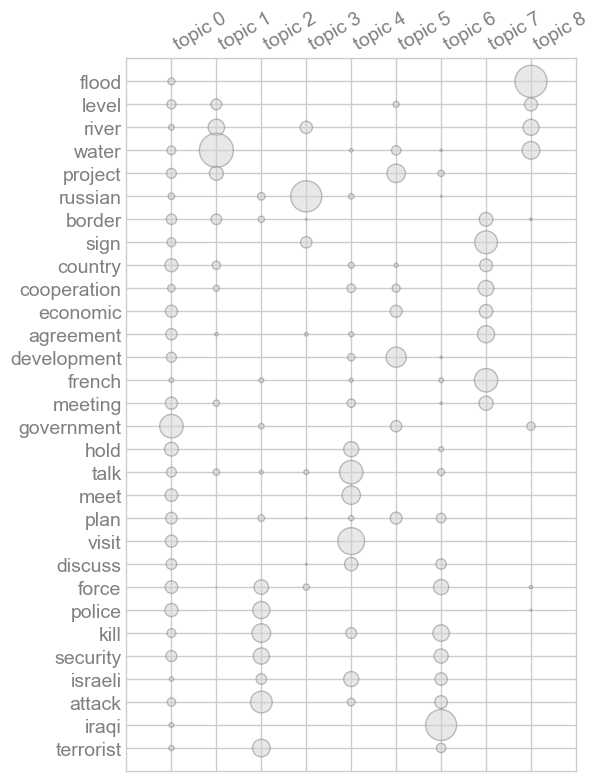 topic 0 topic 1 topic 2 topic 3 topic 4 topic 5 topic 6 topic 7 topic 8
flood
level
river
water
project
russian
border
sign
country
cooperation
economic
agreement
development
french
meeting
government
hold
talk
meet
plan
visit
discuss
force
police
kill
security
israeli
attack
iraqi
terrorist